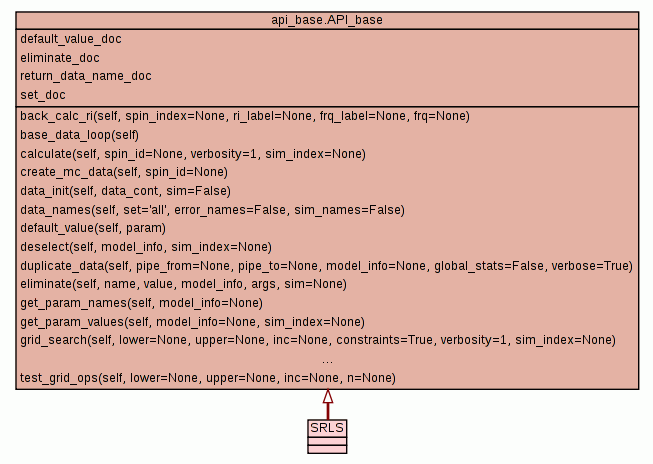 api_base.API_base
default_value_doc
eliminate_doc
return_data_name_doc
set_doc
back_calc_ri(self, spin_index=None, ri_label=None, frq_label=None, frq=None)
base_data_loop(self)
calculate(self, spin_id=None, verbosity=1, sim_index=None)
create_mc_data(self, spin_id=None)
data_init(self, data_cont, sim=False)
data_names(self, set='all', error_names=False, sim_names=False)
default_value(self, param)
deselect(self, model_info, sim_index=None)
duplicate_data(self, pipe_from=None, pipe_to=None, model_info=None, global_stats=False, verbose=True)
eliminate(self, name, value, model_info, args, sim=None)
get_param_names(self, model_info=None)
get_param_values(self, model_info=None, sim_index=None)
grid_search(self, lower=None, upper=None, inc=None, constraints=True, verbosity=1, sim_index=None)
...
test_grid_ops(self, lower=None, upper=None, inc=None, n=None)
SRLS